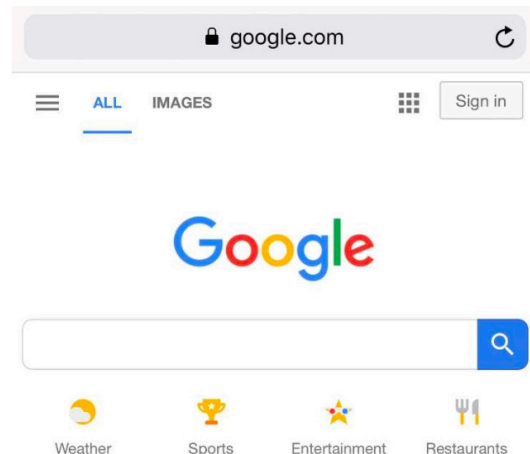 google.com
ALL IMAGES Sign in
Google
Weather Sports Entertainment Restaurants